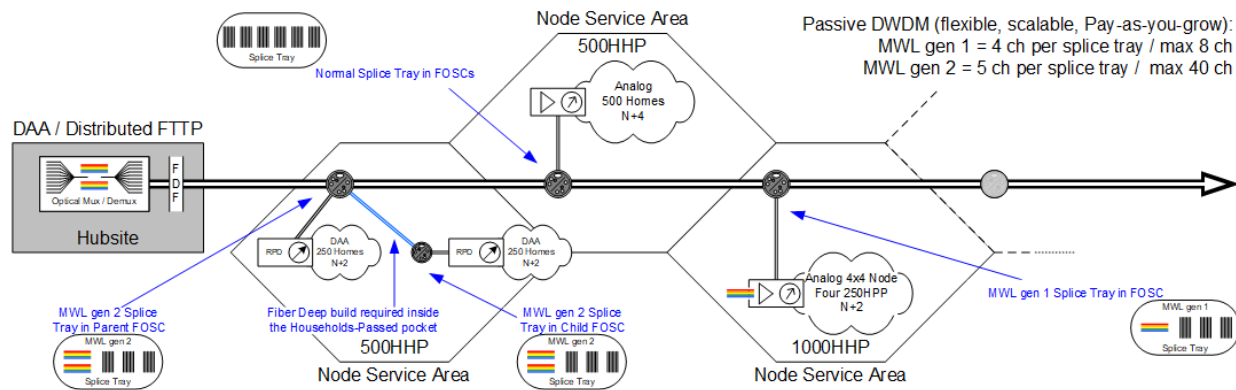 Node Service Area
500HHP
Passive DWDM (flexible, scalable, Pay-as-you-grow):
MWL gen 1 = 4 ch per splice tray / max 8 ch
MWL gen 2 = 5 ch per splice tray / max 40 ch
Splice Tray
Normal Splice Tray in FOSCs
Analog
500 Homes
N+4
DAA / Distributed FTTP
Optical Mux / Demux
F
D
F
Hubsite
RPD
DAA
250 Homes
N+2
RPD
DAA
250 Homes
N+2
Analog 4x4 Node
Four 250HPP
N+2
MWL gen 2 Splice
Tray in Parent FOSC
Fiber Deep build required inside
the Households-Passed pocket
MWL gen 2 Splice
Tray in Child FOSC
MWL gen 1 Splice Tray in FOSC
MWL gen 2
Splice Tray
500HHP
Node Service Area
MWL gen 2
Splice Tray
1000HHP
Node Service Area
MWL gen 1
Splice Tray